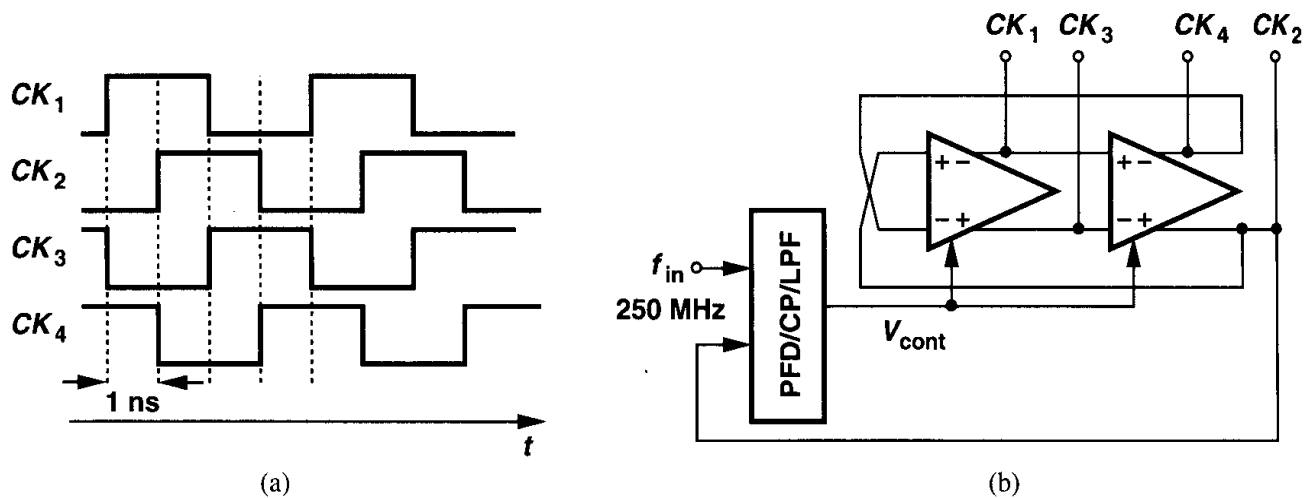 CK1
CK2
CK3
CK4
1 ns
t
(a)
CK1 CK3 CK4 CK2
+ − + −
− + − +
fin
250 MHz
PFD/CP/LPF
Vcont
(b)